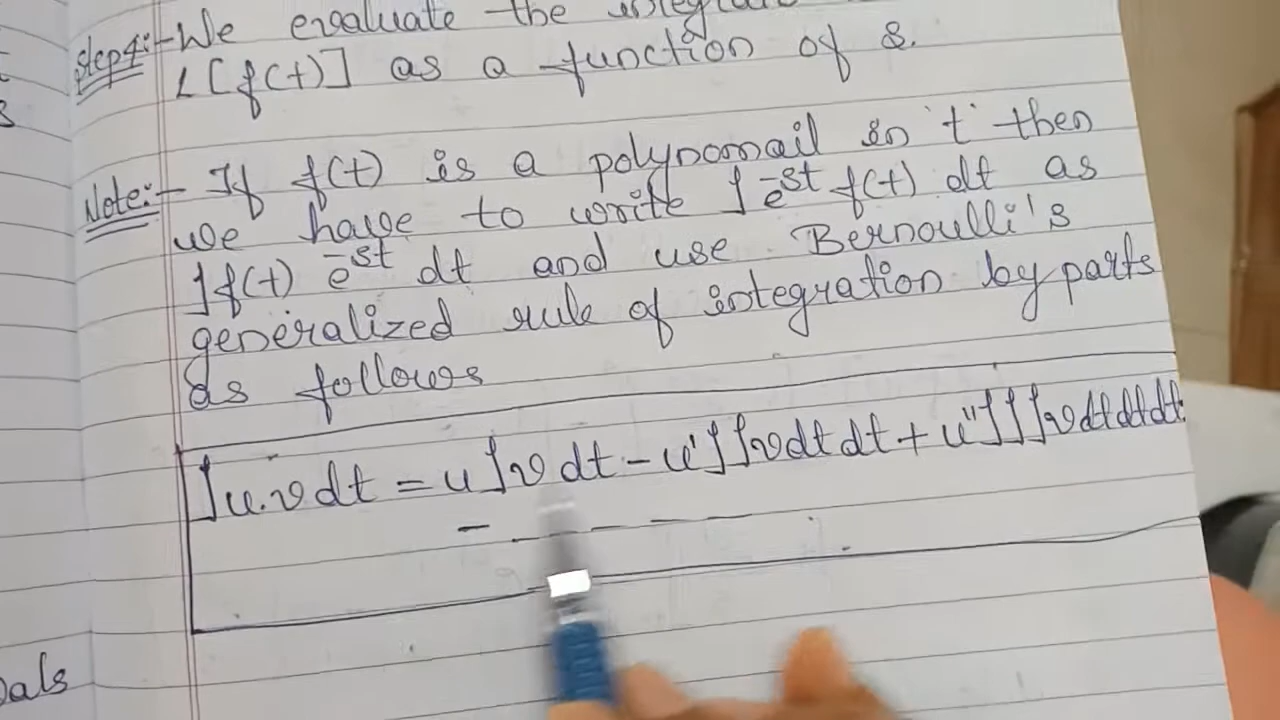 Step4:- We evaluate the
L[f(t)] as a function of s.
Note:- If f(t) is a polynomail in 't' then
we have to write ∫e^-st f(t) dt as
∫f(t) e^-st dt and use Bernoulli's
generalized rule of integration by parts
as follows
∫u.v dt = u∫v dt - u'∫∫v dt dt + u''∫∫∫v dt dt dt
- - - -
oals